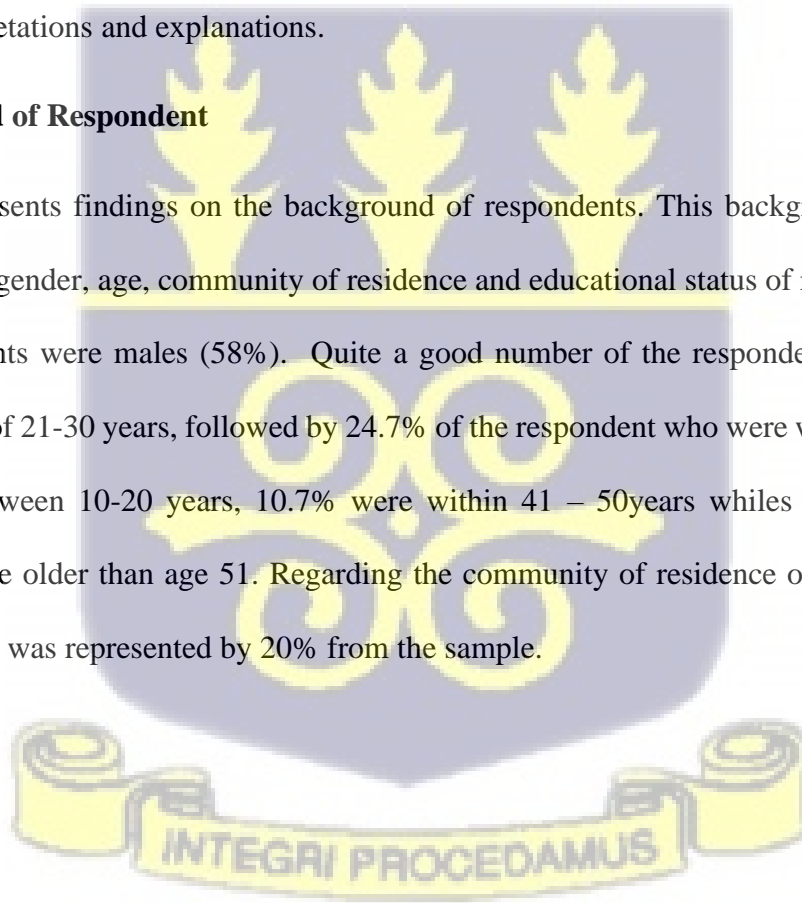 etations and explanations.
d of Respondent
sents findings on the background of respondents. This backg
gender, age, community of residence and educational status of
nts were males (58%). Quite a good number of the responde
of 21-30 years, followed by 24.7% of the respondent who were w
ween 10-20 years, 10.7% were within 41 – 50years whiles
e older than age 51. Regarding the community of residence o
was represented by 20% from the sample.
INTEGRI PROCEDAMUS